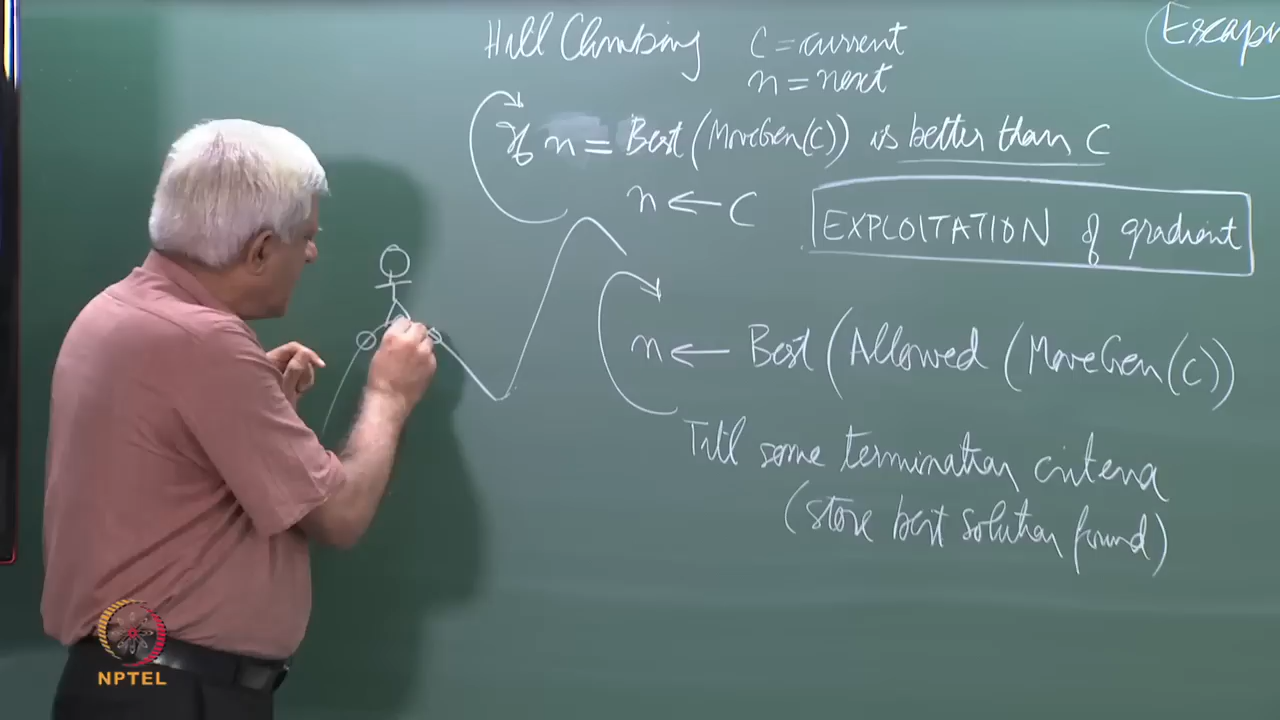 Hill Climbing
C = current
n = next
Escapi
If n = Best (MoveGen(C)) is better than C
n ← C
EXPLOITATION of gradient
n ← Best (Allowed (MoveGen(C))
Till some termination criteria
(store best solution found)
NPTEL